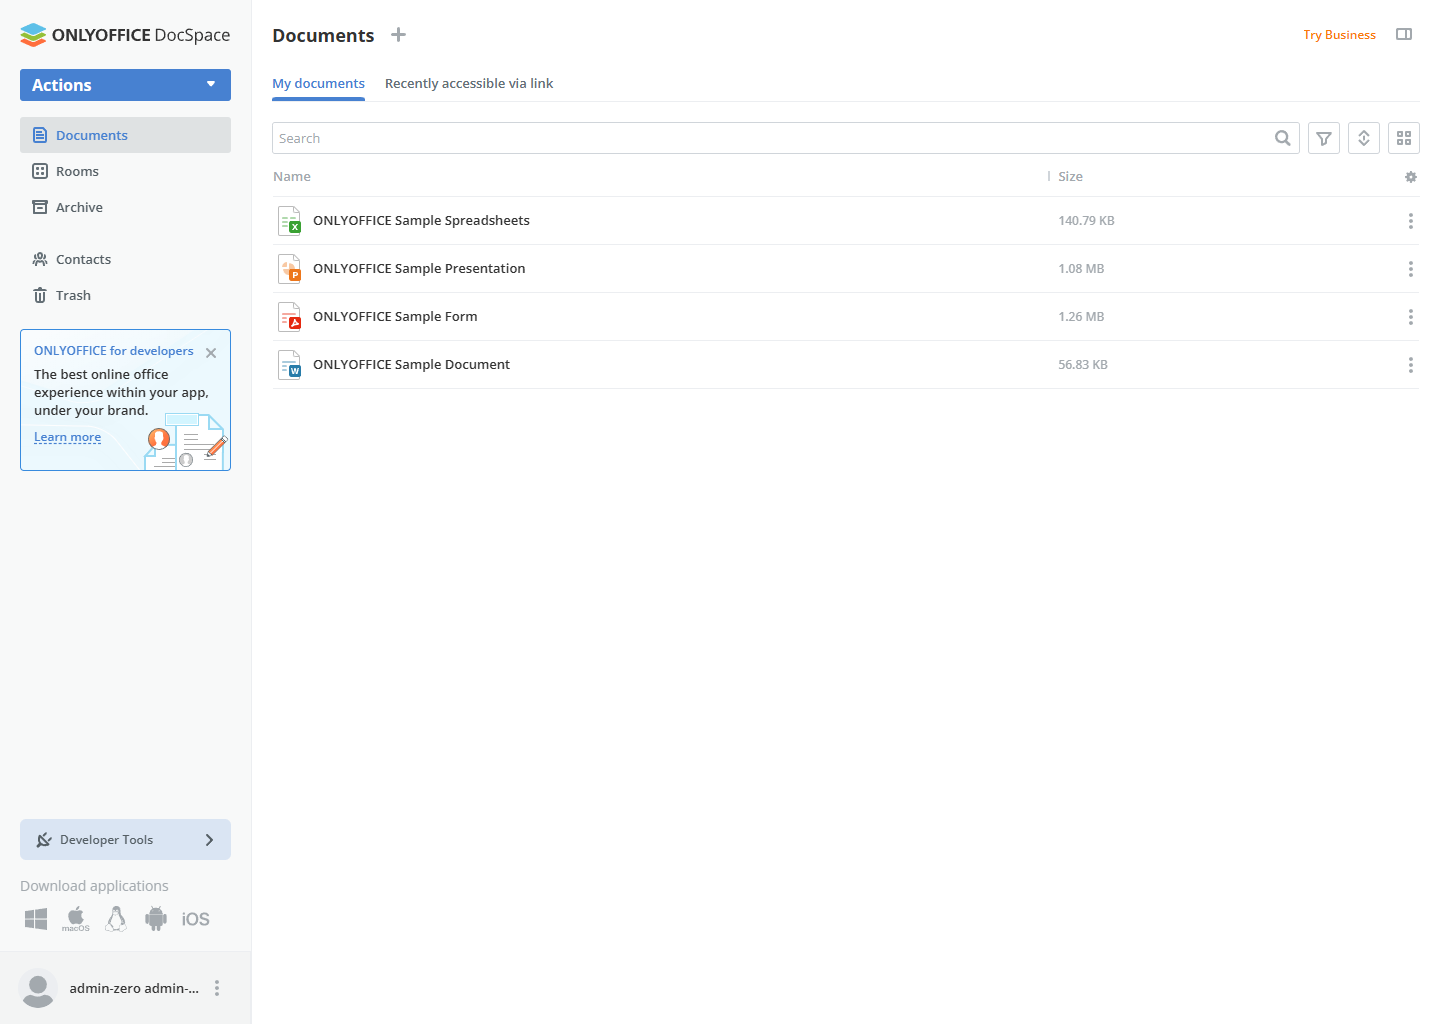 ONLYOFFICE DocSpace
Actions
Documents
Rooms
Archive
Contacts
Trash
ONLYOFFICE for developers
The best online office
experience within your app,
under your brand.
Learn more
Developer Tools
Download applications
macOS
iOS
admin-zero admin-...
Documents
Try Business
My documents
Recently accessible via link
Search
Name
Size
X
ONLYOFFICE Sample Spreadsheets
140.79 KB
P
ONLYOFFICE Sample Presentation
1.08 MB
ONLYOFFICE Sample Form
1.26 MB
W
ONLYOFFICE Sample Document
56.83 KB